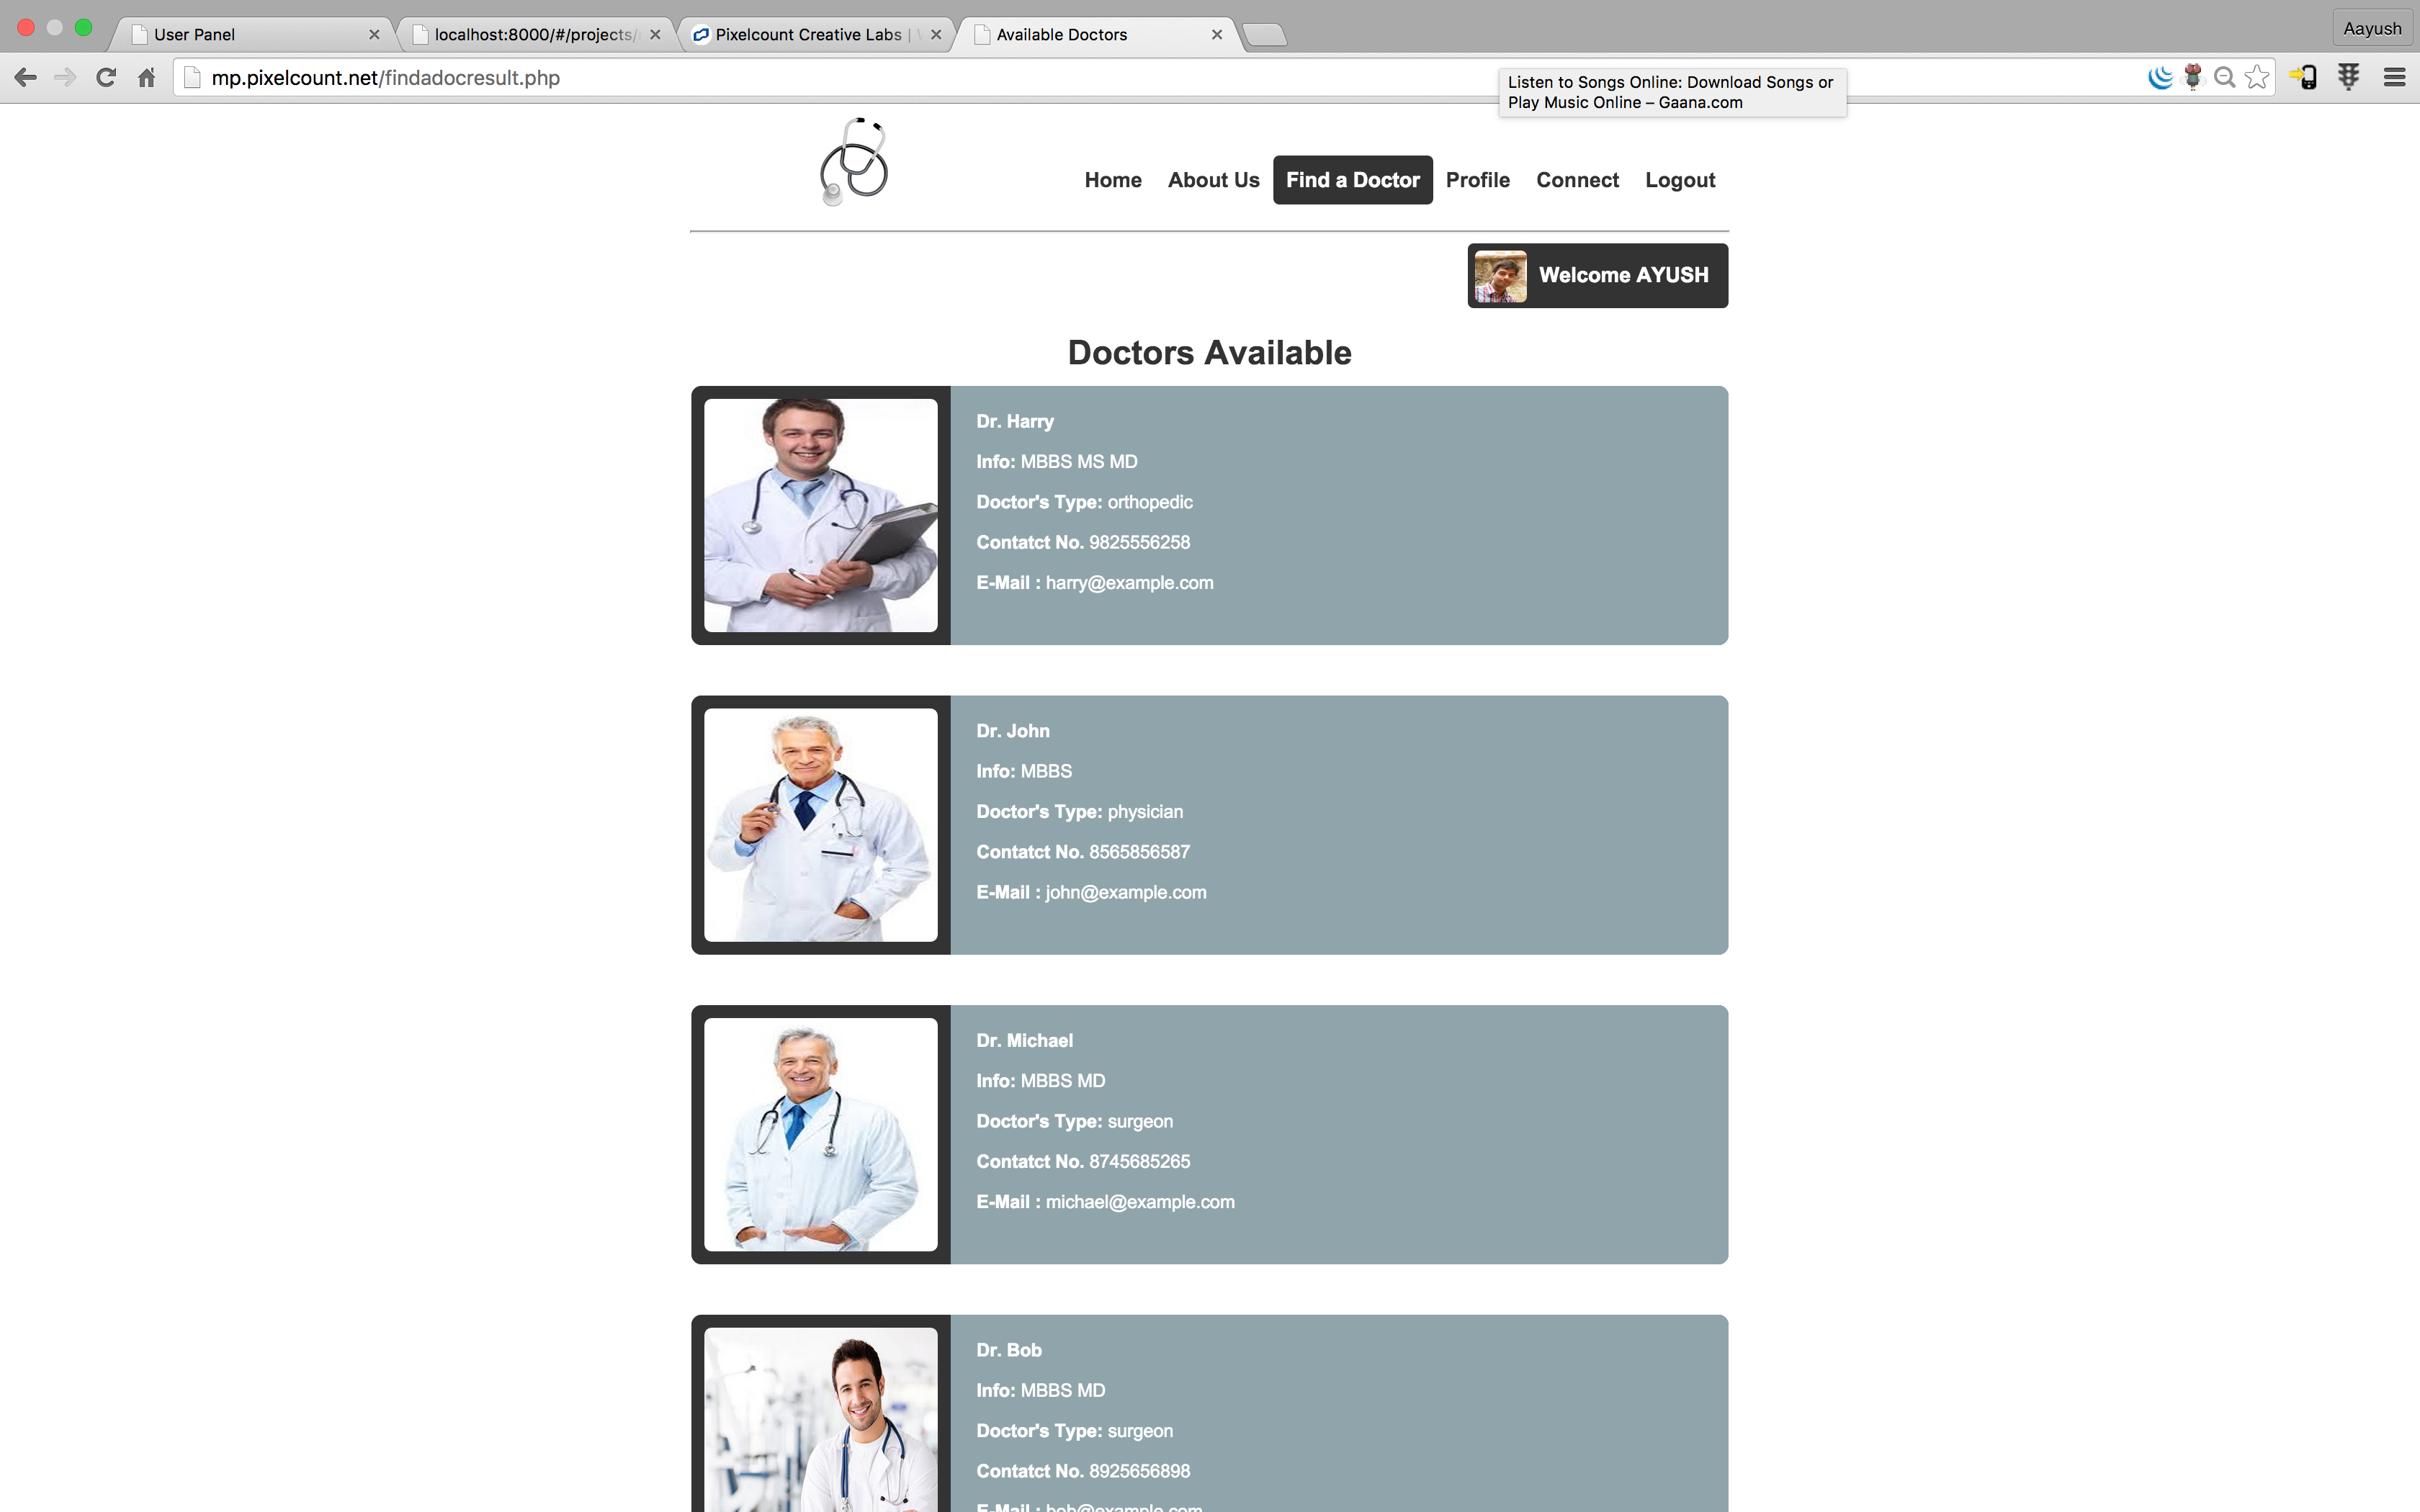 User Panel
localhost:8000/#/projects/
Pixelcount Creative Labs |
Available Doctors
Aayush
mp.pixelcount.net/findadocresult.php
Listen to Songs Online: Download Songs or
Play Music Online – Gaana.com
Home About Us Find a Doctor Profile Connect Logout
Welcome AYUSH
Doctors Available
Dr. Harry
Info: MBBS MS MD
Doctor's Type: orthopedic
Contatct No. 9825556258
E-Mail : harry@example.com
Dr. John
Info: MBBS
Doctor's Type: physician
Contatct No. 8565856587
E-Mail : john@example.com
Dr. Michael
Info: MBBS MD
Doctor's Type: surgeon
Contatct No. 8745685265
E-Mail : michael@example.com
Dr. Bob
Info: MBBS MD
Doctor's Type: surgeon
Contatct No. 8925656898
E-Mail : bob@example.com